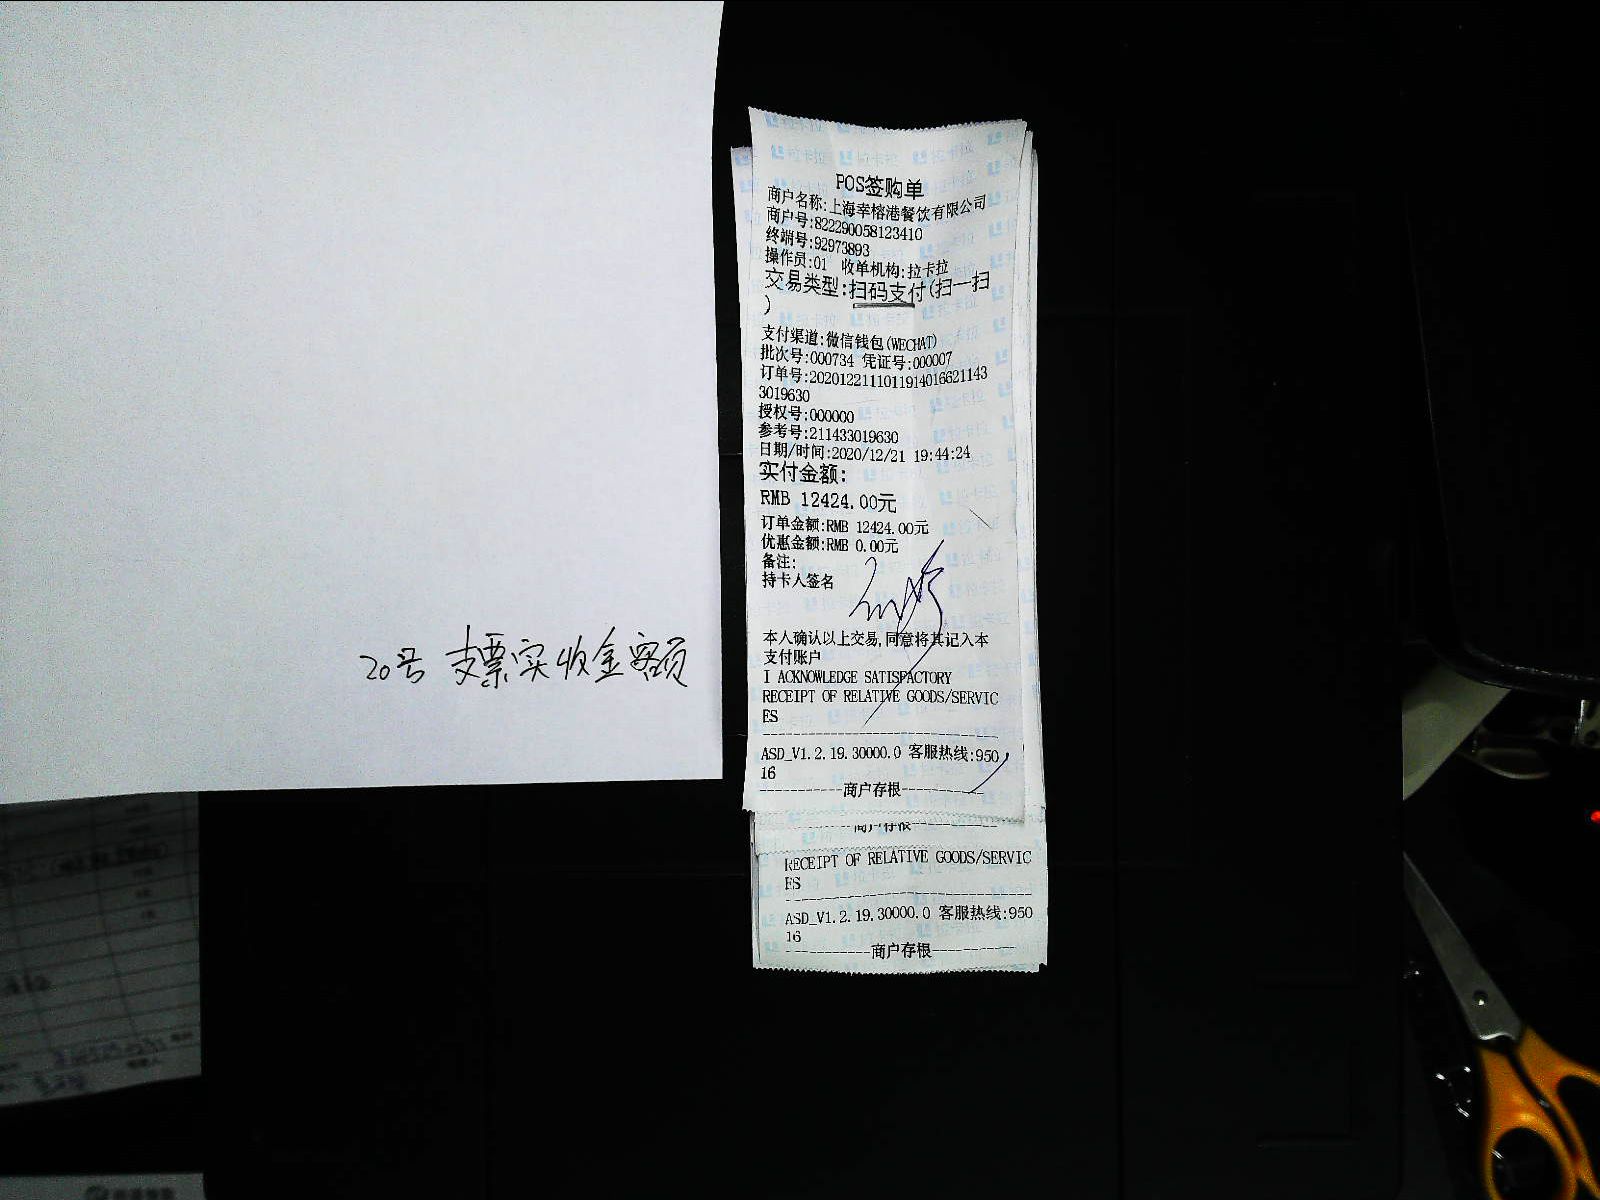 20号 支票实收金额
POS签购单
商户名称:上海幸榕港餐饮有限公司
商户号:822290058123410
终端号:92973893
操作员:01 收单机构:拉卡拉
交易类型:扫码支付(扫一扫
)
支付渠道:微信钱包(WECHAT)
批次号:000734 凭证号:000007
订单号:2020122111011914016621143
3019630
授权号:000000
参考号:211433019630
日期/时间:2020/12/21 19:44:24
实付金额:
RMB 12424.00元
订单金额:RMB 12424.00元
优惠金额:RMB 0.00元
备注:
持卡人签名
本人确认以上交易,同意将其记入本
支付账户
I ACKNOWLEDGE SATISFACTORY
RECEIPT OF RELATIVE GOODS/SERVIC
ES
ASD_V1.2.19.30000.0 客服热线:950
16
商户存根
商户存根
RECEIPT OF RELATIVE GOODS/SERVIC
ES
ASD_V1.2.19.30000.0 客服热线:950
16
商户存根